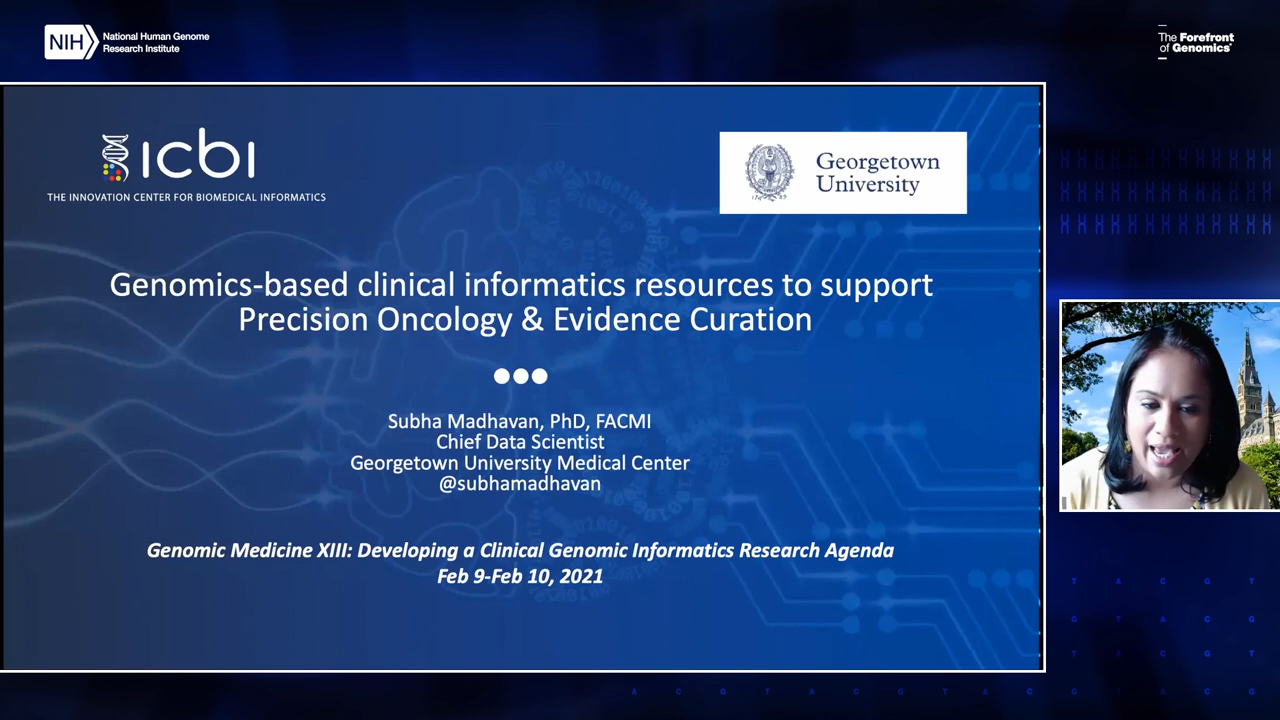 NIH
National Human Genome
Research Institute
The Forefront
of Genomics®
icbi
THE INNOVATION CENTER FOR BIOMEDICAL INFORMATICS
Georgetown
University
Genomics-based clinical informatics resources to support
Precision Oncology & Evidence Curation
Subha Madhavan, PhD, FACMI
Chief Data Scientist
Georgetown University Medical Center
@subhamadhavan
Genomic Medicine XIII: Developing a Clinical Genomic Informatics Research Agenda
Feb 9-Feb 10, 2021
T A C G T
G T A C G
T A C G T
A C G T A C G T A C G T A C G